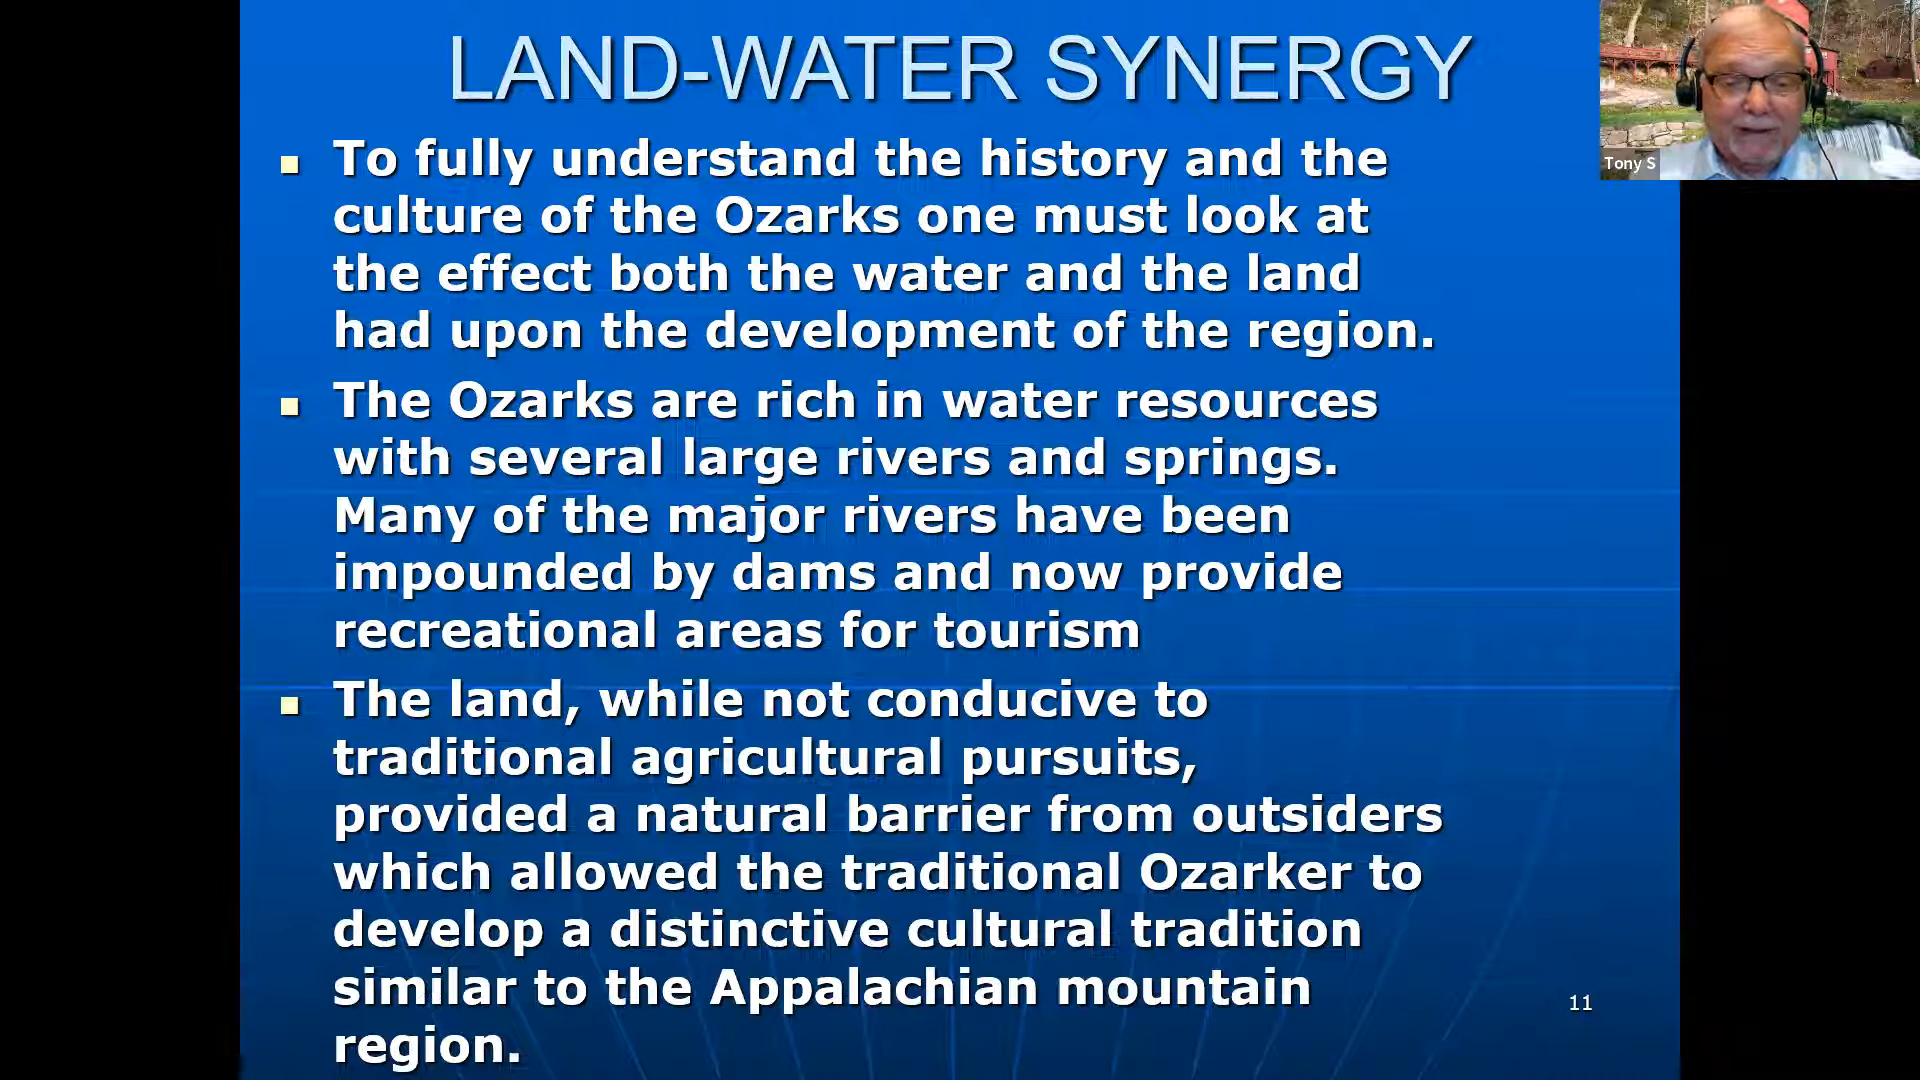 LAND-WATER SYNERGY
To fully understand the history and the
culture of the Ozarks one must look at
the effect both the water and the land
had upon the development of the region.
The Ozarks are rich in water resources
with several large rivers and springs.
Many of the major rivers have been
impounded by dams and now provide
recreational areas for tourism
The land, while not conducive to
traditional agricultural pursuits,
provided a natural barrier from outsiders
which allowed the traditional Ozarker to
develop a distinctive cultural tradition
similar to the Appalachian mountain
region.
11
Tony S